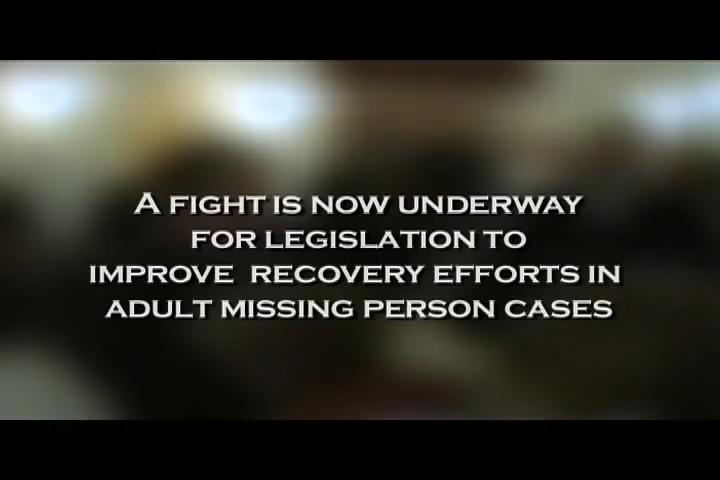 A FIGHT IS NOW UNDERWAY
FOR LEGISLATION TO
IMPROVE RECOVERY EFFORTS IN
ADULT MISSING PERSON CASES